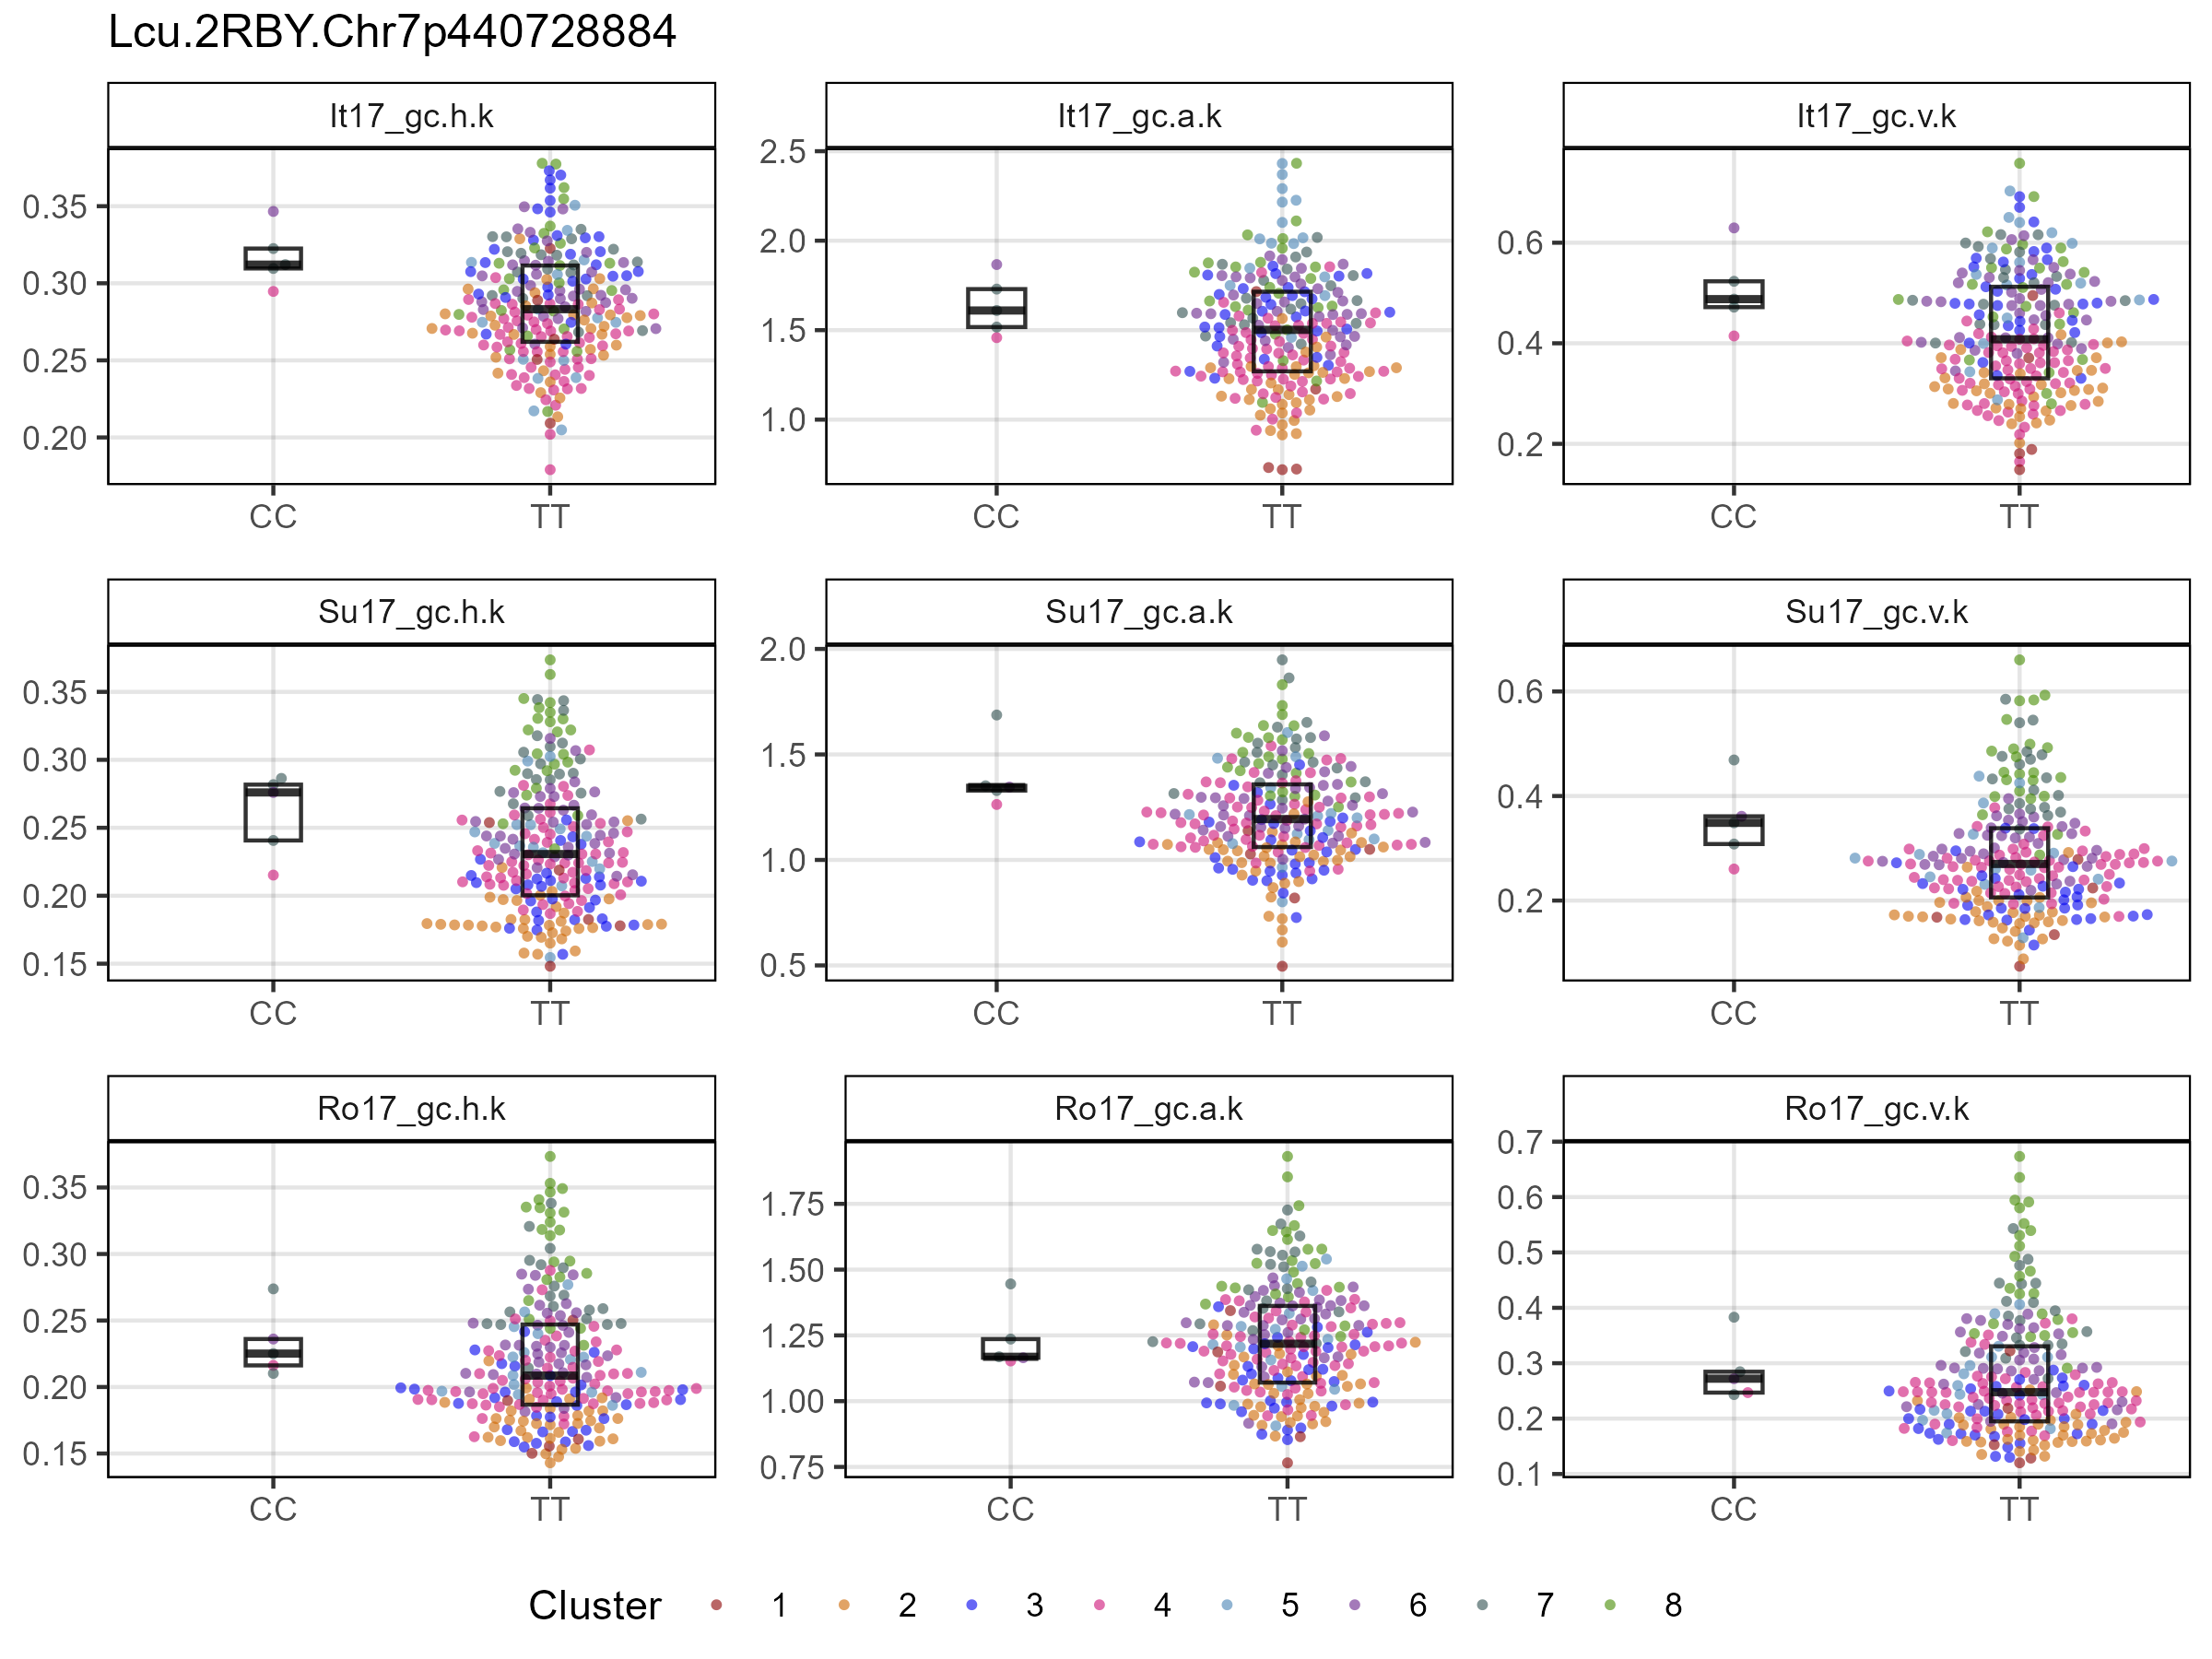 Lcu.2RBY.Chr7p440728884
It17_gc.h.k
It17_gc.a.k
It17_gc.v.k
0.35
0.30
0.25
0.20
CC
TT
2.5
2.0
1.5
1.0
CC
TT
0.6
0.4
0.2
CC
TT
Su17_gc.h.k
Su17_gc.a.k
Su17_gc.v.k
0.35
0.30
0.25
0.20
0.15
CC
TT
2.0
1.5
1.0
0.5
CC
TT
0.6
0.4
0.2
CC
TT
Ro17_gc.h.k
Ro17_gc.a.k
Ro17_gc.v.k
0.35
0.30
0.25
0.20
0.15
CC
TT
1.75
1.50
1.25
1.00
0.75
CC
TT
0.7
0.6
0.5
0.4
0.3
0.2
0.1
CC
TT
Cluster 1 2 3 4 5 6 7 8